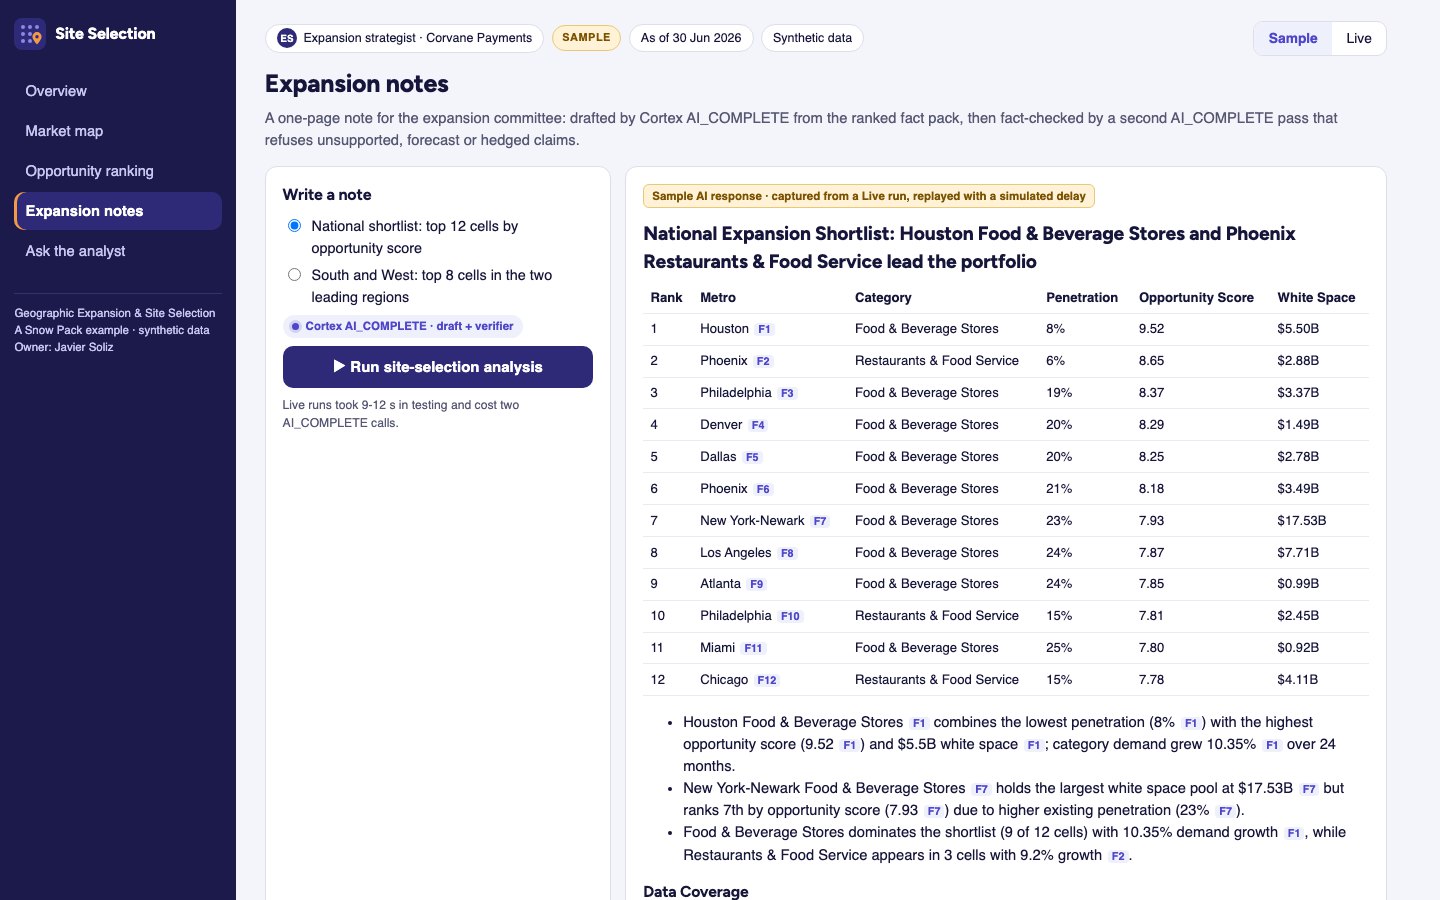 Site Selection
Overview
Market map
Opportunity ranking
Expansion notes
Ask the analyst
Geographic Expansion & Site Selection
A Snow Pack example · synthetic data
Owner: Javier Soliz
ES Expansion strategist · Corvane Payments
SAMPLE
As of 30 Jun 2026
Synthetic data
Sample
Live
Expansion notes
A one-page note for the expansion committee: drafted by Cortex AI_COMPLETE from the ranked fact pack, then fact-checked by a second AI_COMPLETE pass that
refuses unsupported, forecast or hedged claims.
Write a note
National shortlist: top 12 cells by
opportunity score
South and West: top 8 cells in the two
leading regions
Cortex AI_COMPLETE · draft + verifier
▶ Run site-selection analysis
Live runs took 9-12 s in testing and cost two
AI_COMPLETE calls.
Sample AI response · captured from a Live run, replayed with a simulated delay
National Expansion Shortlist: Houston Food & Beverage Stores and Phoenix
Restaurants & Food Service lead the portfolio
Rank Metro Category Penetration Opportunity Score White Space
1 Houston F1 Food & Beverage Stores 8% 9.52 $5.50B
2 Phoenix F2 Restaurants & Food Service 6% 8.65 $2.88B
3 Philadelphia F3 Food & Beverage Stores 19% 8.37 $3.37B
4 Denver F4 Food & Beverage Stores 20% 8.29 $1.49B
5 Dallas F5 Food & Beverage Stores 20% 8.25 $2.78B
6 Phoenix F6 Food & Beverage Stores 21% 8.18 $3.49B
7 New York-Newark F7 Food & Beverage Stores 23% 7.93 $17.53B
8 Los Angeles F8 Food & Beverage Stores 24% 7.87 $7.71B
9 Atlanta F9 Food & Beverage Stores 24% 7.85 $0.99B
10 Philadelphia F10 Restaurants & Food Service 15% 7.81 $2.45B
11 Miami F11 Food & Beverage Stores 25% 7.80 $0.92B
12 Chicago F12 Restaurants & Food Service 15% 7.78 $4.11B
• Houston Food & Beverage Stores F1 combines the lowest penetration (8% F1 ) with the highest
opportunity score (9.52 F1 ) and $5.5B white space F1 ; category demand grew 10.35% F1 over 24
months.
• New York-Newark Food & Beverage Stores F7 holds the largest white space pool at $17.53B F7 but
ranks 7th by opportunity score (7.93 F7 ) due to higher existing penetration (23% F7 ).
• Food & Beverage Stores dominates the shortlist (9 of 12 cells) with 10.35% demand growth F1 , while
Restaurants & Food Service appears in 3 cells with 9.2% growth F2 .
Data Coverage